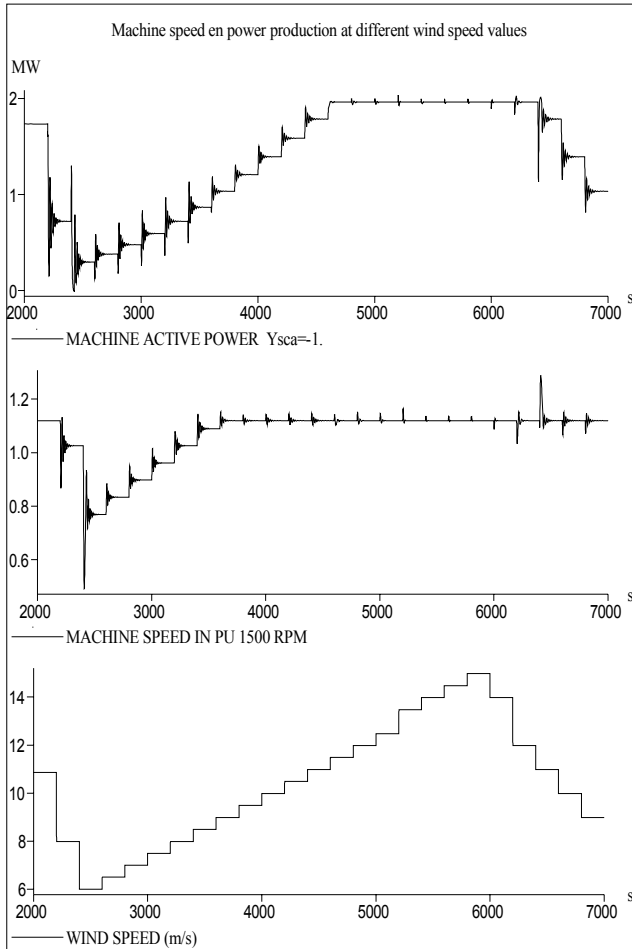 Machine speed en power production at different wind speed values
MW
2
1
0
2000 3000 4000 5000 6000 7000 s
MACHINE ACTIVE POWER Ysca=-1.
1.2
1.0
0.8
0.6
2000 3000 4000 5000 6000 7000 s
MACHINE SPEED IN PU 1500 RPM
14
12
10
8
6
2000 3000 4000 5000 6000 7000 s
WIND SPEED (m/s)